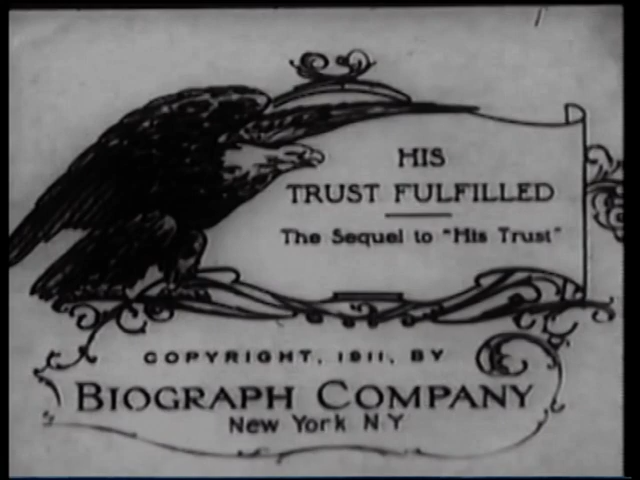 HIS
TRUST FULFILLED
The Sequel to "His Trust"
COPYRIGHT, 1911, BY
BIOGRAPH COMPANY
New York N Y